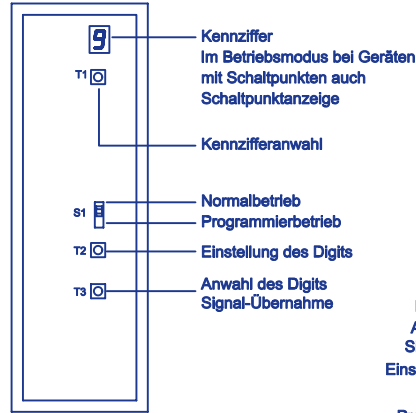 9
Kennziffer
Im Betriebsmodus bei Geräten
mit Schaltpunkten auch
Schaltpunktanzeige
T1
Kennzifferanwahl
S1
Normalbetrieb
Programmierbetrieb
T2
Einstellung des Digits
T3
Anwahl des Digits
Signal-Übernahme
A
S
Eins